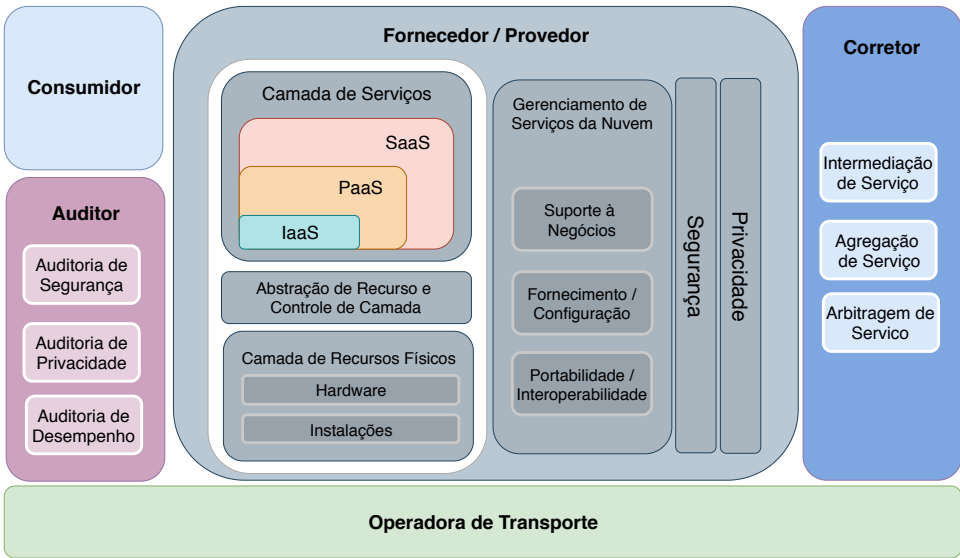 Consumidor
Auditor
Auditoria de
Segurança
Auditoria de
Privacidade
Auditoria de
Desempenho
Fornecedor / Provedor
Camada de Serviços
SaaS
PaaS
IaaS
Abstração de Recurso e
Controle de Camada
Camada de Recursos Físicos
Hardware
Instalações
Gerenciamento de
Serviços da Nuvem
Suporte à
Negócios
Fornecimento /
Configuração
Portabilidade /
Interoperabilidade
Segurança
Privacidade
Corretor
Intermediação
de Serviço
Agregação
de Serviço
Arbitragem de
Servico
Operadora de Transporte